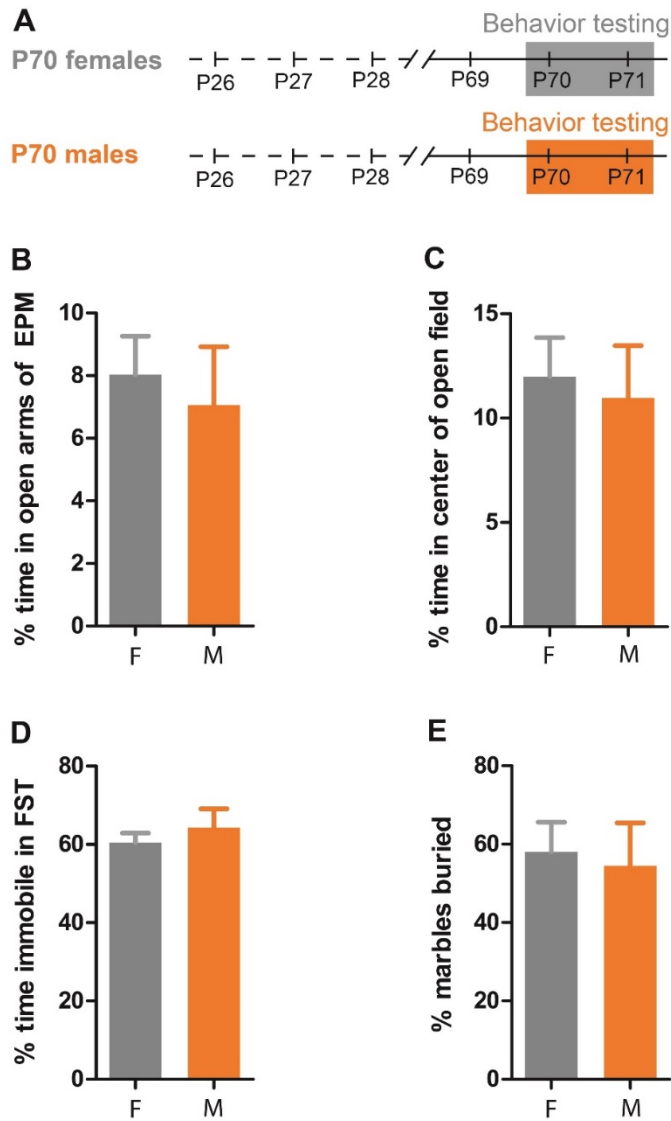 A
Behavior testing
P70 females
P26 P27 P28 P69 P70 P71
Behavior testing
P70 males
P26 P27 P28 P69 P70 P71
B
% time in open arms of EPM
10
8
6
4
2
0
F M
C
% time in center of open field
15
10
5
0
F M
D
% time immobile in FST
80
60
40
20
0
F M
E
% marbles buried
80
60
40
20
0
F M